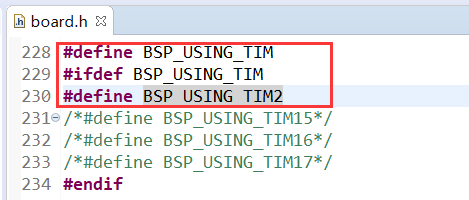 board.h
228 #define BSP_USING_TIM
229 #ifdef BSP_USING_TIM
230 #define BSP_USING_TIM2
231 /*#define BSP_USING_TIM15*/
232 /*#define BSP_USING_TIM16*/
233 /*#define BSP_USING_TIM17*/
234 #endif